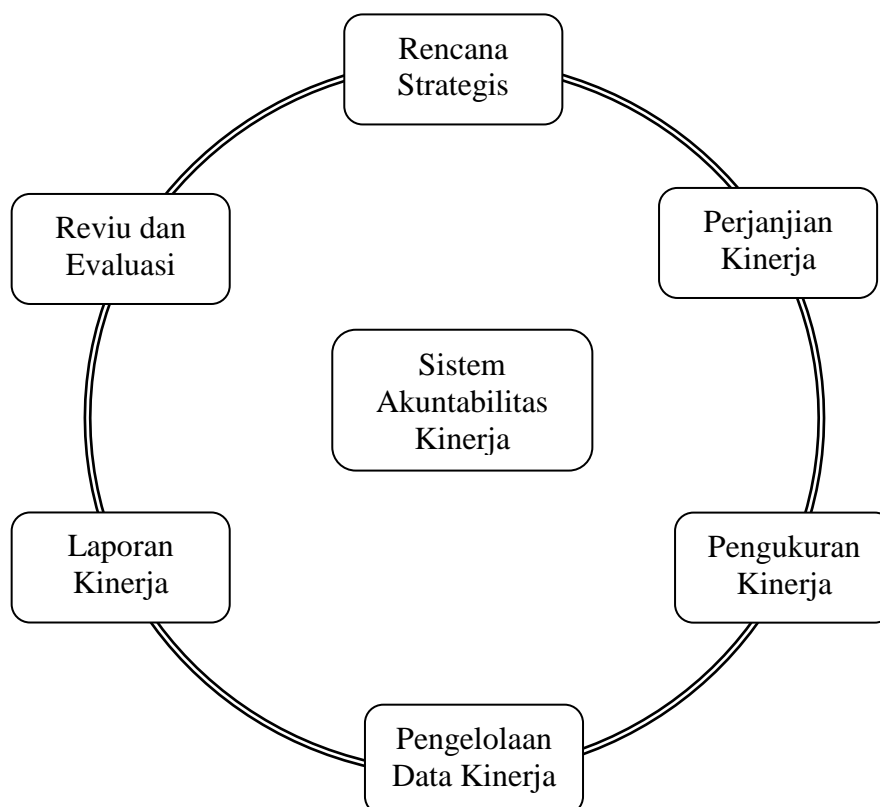 Rencana
Strategis
Perjanjian
Kinerja
Pengukuran
Kinerja
Pengelolaan
Data Kinerja
Laporan
Kinerja
Reviu dan
Evaluasi
Sistem
Akuntabilitas
Kinerja